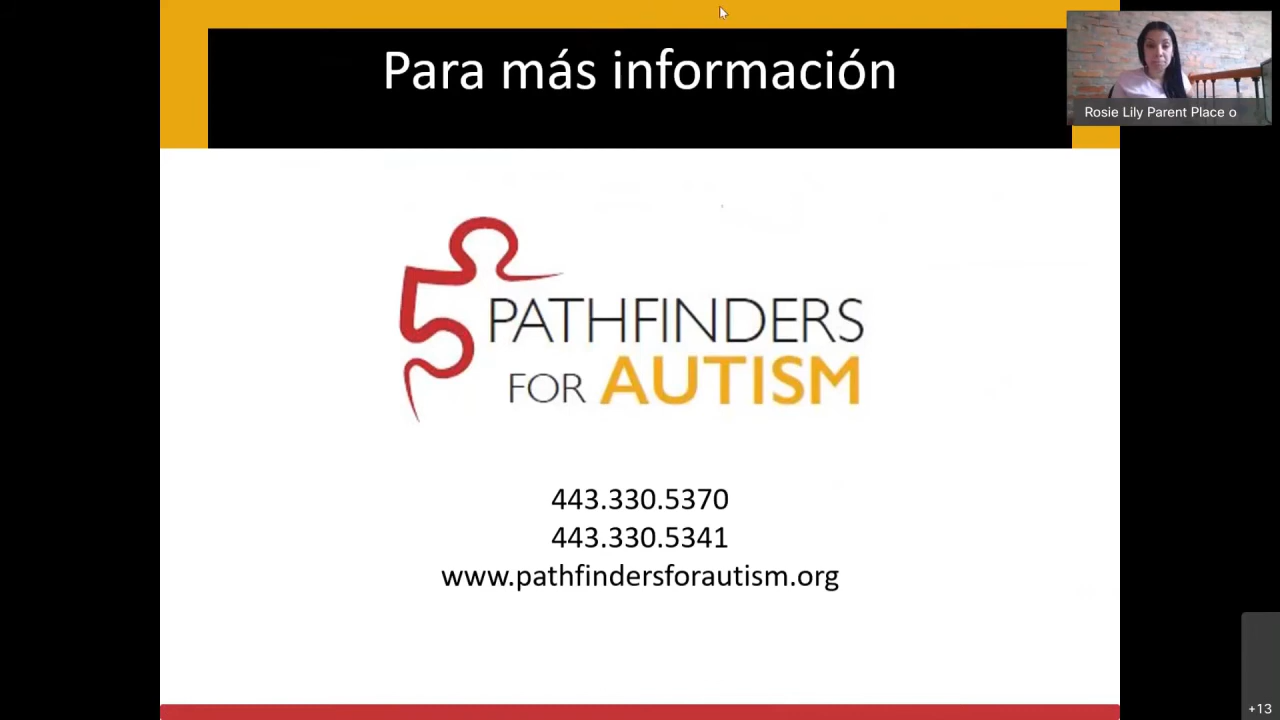 Para más información
Rosie Lily Parent Place o
PATHFINDERS
FOR AUTISM
443.330.5370
443.330.5341
www.pathfindersforautism.org
+13